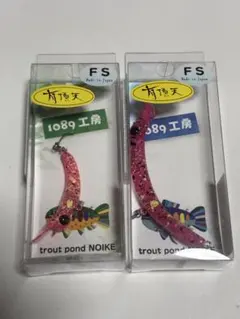 FS
Made in Japan
有頂天
1089工房
trout pond NOIKE
FS
Made in Japan
有頂天
1089工房
trout pond